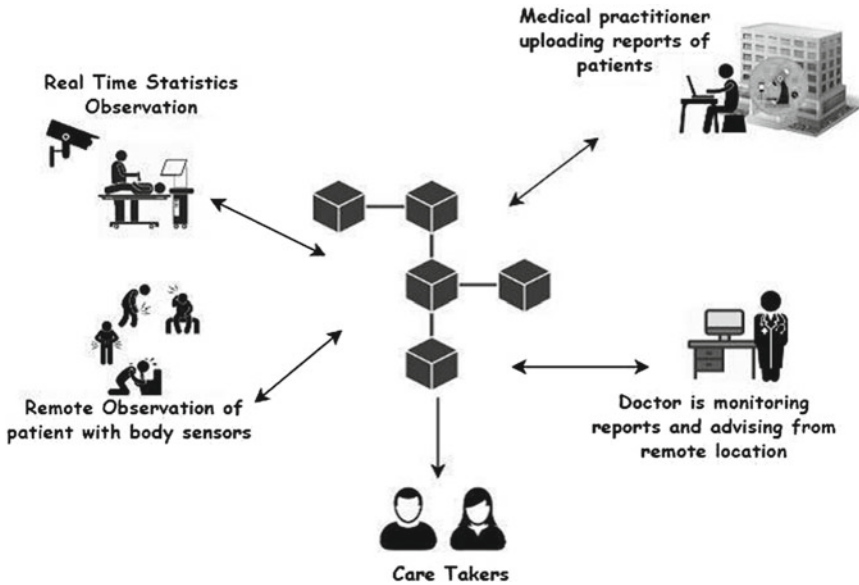 Medical practitioner
uploading reports of
patients
Real Time Statistics
Observation
Remote Observation of
patient with body sensors
Doctor is monitoring
reports and advising from
remote location
Care Takers